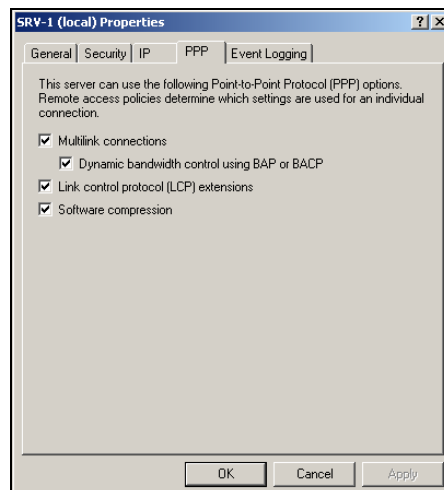 SRV-1 (local) Properties
General Security IP PPP Event Logging
This server can use the following Point-to-Point Protocol (PPP) options.
Remote access policies determine which settings are used for an individual
connection.
Multilink connections
Dynamic bandwidth control using BAP or BACP
Link control protocol (LCP) extensions
Software compression
OK Cancel Apply